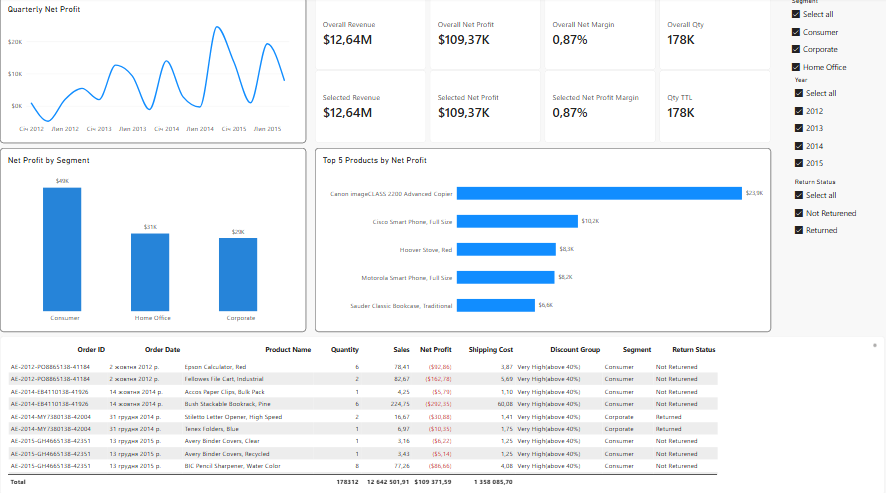 Quarterly Net Profit
$20K
$10K
$0K
Січ 2012 Лип 2012 Січ 2013 Лип 2013 Січ 2014 Лип 2014 Січ 2015 Лип 2015
Overall Revenue
$12,64M
Overall Net Profit
$109,37K
Overall Net Margin
0,87%
Overall Qty
178K
Selected Revenue
$12,64M
Selected Net Profit
$109,37K
Selected Net Profit Margin
0,87%
Qty TTL
178K
Segment
Select all
Consumer
Corporate
Home Office
Year
Select all
2012
2013
2014
2015
Return Status
Select all
Not Returened
Returned
Net Profit by Segment
$49K
$31K
$29K
Consumer Home Office Corporate
Top 5 Products by Net Profit
Canon imageCLASS 2200 Advanced Copier $23,9K
Cisco Smart Phone, Full Size $10,2K
Hoover Stove, Red $8,3K
Motorola Smart Phone, Full Size $8,2K
Sauder Classic Bookcase, Traditional $6,6K
Order ID Order Date Product Name Quantity Sales Net Profit Shipping Cost Discount Group Segment Return Status
AE-2012-PO8865138-41184 2 жовтня 2012 р. Epson Calculator, Red 6 78,41 ($92,86) 3,87 Very High(above 40%) Consumer Not Returened
AE-2012-PO8865138-41184 2 жовтня 2012 р. Fellowes File Cart, Industrial 2 82,67 ($162,78) 5,69 Very High(above 40%) Consumer Not Returened
AE-2014-EB4110138-41926 14 жовтня 2014 р. Accos Paper Clips, Bulk Pack 1 4,25 ($5,79) 1,10 Very High(above 40%) Consumer Not Returened
AE-2014-EB4110138-41926 14 жовтня 2014 р. Bush Stackable Bookrack, Pine 6 224,75 ($292,35) 60,08 Very High(above 40%) Consumer Not Returened
AE-2014-MY7380138-42004 31 грудня 2014 р. Stiletto Letter Opener, High Speed 2 16,67 ($30,88) 1,41 Very High(above 40%) Corporate Returned
AE-2014-MY7380138-42004 31 грудня 2014 р. Tenex Folders, Blue 1 6,97 ($10,35) 1,75 Very High(above 40%) Corporate Returned
AE-2015-GH4665138-42351 13 грудня 2015 р. Avery Binder Covers, Clear 1 3,16 ($6,22) 1,25 Very High(above 40%) Consumer Not Returened
AE-2015-GH4665138-42351 13 грудня 2015 р. Avery Binder Covers, Recycled 1 3,43 ($5,14) 1,25 Very High(above 40%) Consumer Not Returened
AE-2015-GH4665138-42351 13 грудня 2015 р. BIC Pencil Sharpener, Water Color 8 77,26 ($86,66) 4,08 Very High(above 40%) Consumer Not Returened
Total 178312 12 642 501,91 $109 371,59 1 358 085,70